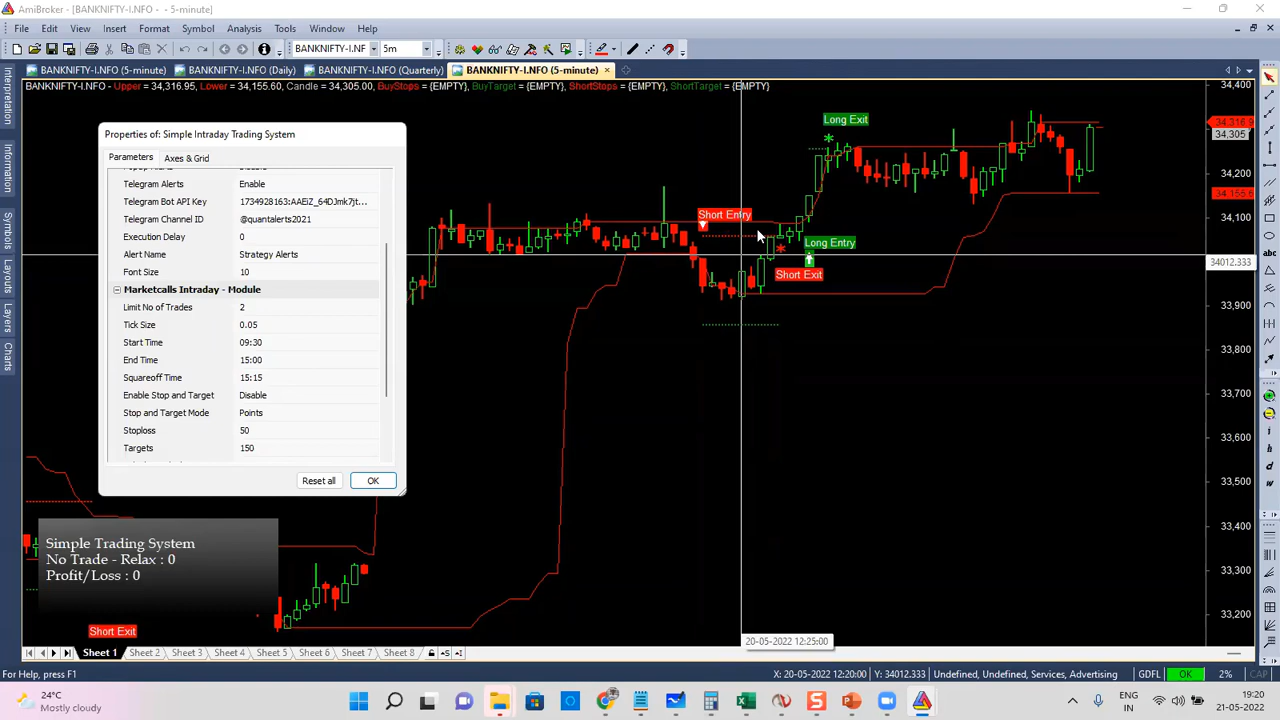 AmiBroker - [BANKNIFTY-I.NFO - 5-minute]
File Edit View Insert Format Symbol Analysis Tools Window Help
BANKNIFTY-I.NF 5m
BANKNIFTY-I.NFO (5-minute) BANKNIFTY-I.NFO (Daily) BANKNIFTY-I.NFO (Quarterly) BANKNIFTY-I.NFO (5-minute)
BANKNIFTY-I.NFO - Upper = 34,316.95, Lower = 34,155.60, Candle = 34,305.00, BuyStops = {EMPTY}, BuyTarget = {EMPTY}, ShortStops = {EMPTY}, ShortTarget = {EMPTY}
Interpretation
Information
Layers
Charts
Properties of: Simple Intraday Trading System
Parameters Axes & Grid
Telegram Alerts Enable
Telegram Bot API Key 1734928163:AAEiZ_64DJmk7jt...
Telegram Channel ID @quantalerts2021
Execution Delay 0
Alert Name Strategy Alerts
Font Size 10
Marketcalls Intraday - Module
Limit No of Trades 2
Tick Size 0.05
Start Time 09:30
End Time 15:00
Squareoff Time 15:15
Enable Stop and Target Disable
Stop and Target Mode Points
Stoploss 50
Targets 150
Reset all OK
Long Exit
Short Entry
Long Entry
Short Exit
34,400
34,316.9
34,305
34,200
34,155.6
34,100
34012.333
33,900
33,800
33,700
33,600
33,500
33,400
33,300
33,200
Simple Trading System
No Trade - Relax : 0
Profit/Loss : 0
Short Exit
20-05-2022 12:25:00
Sheet 1 Sheet 2 Sheet 3 Sheet 4 Sheet 5 Sheet 6 Sheet 7 Sheet 8
For Help, press F1 X: 20-05-2022 12:20:00 Y: 34012.333 Undefined, Undefined, Services, Advertising GDFL OK 2% CAP
24°C
Mostly cloudy
ENG
IN
19:20
21-05-2022